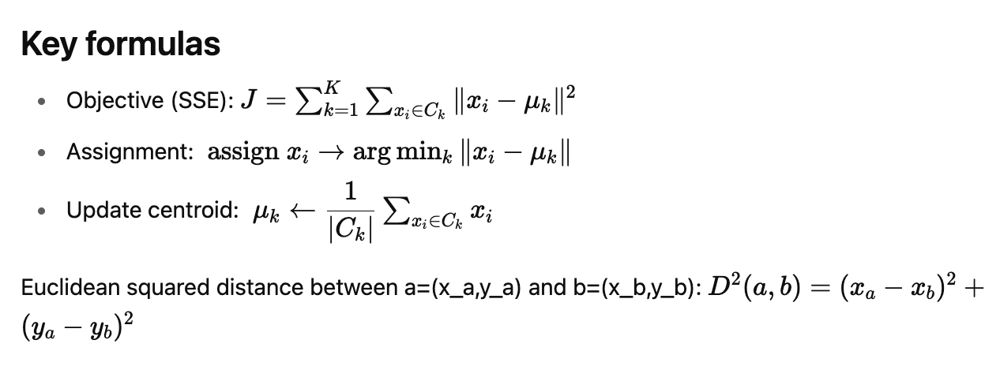 Key formulas
• Objective (SSE): $J = \sum_{k=1}^{K} \sum_{x_i \in C_k} \|x_i - \mu_k\|^2$
• Assignment: $\text{assign } x_i \to \arg\min_k \|x_i - \mu_k\|$
• Update centroid: $\mu_k \leftarrow \frac{1}{|C_k|} \sum_{x_i \in C_k} x_i$
Euclidean squared distance between a=(x_a,y_a) and b=(x_b,y_b): $D^2(a, b) = (x_a - x_b)^2 +$
$(y_a - y_b)^2$